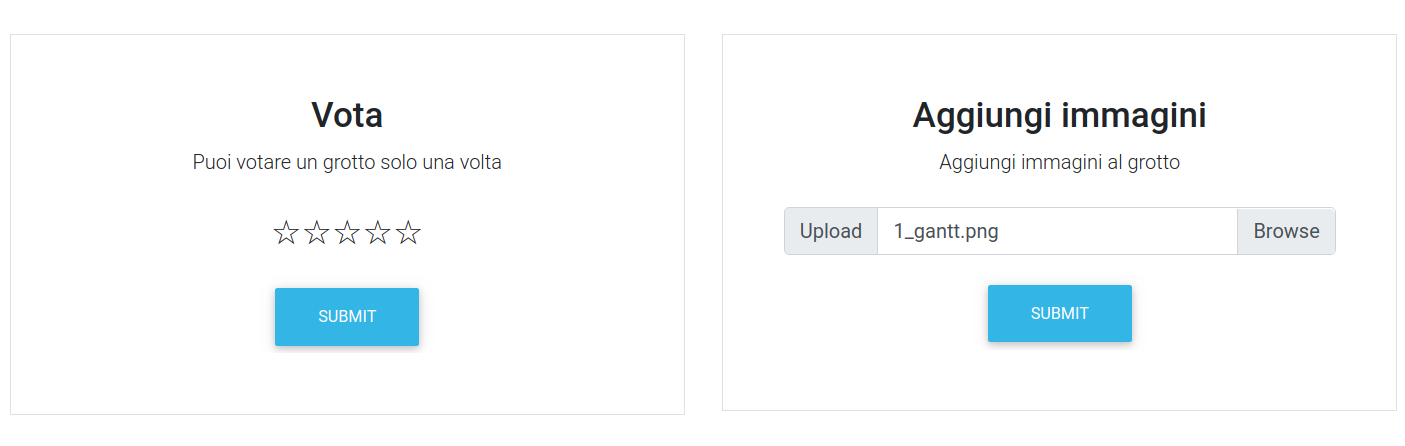 Vota
Puoi votare un grotto solo una volta
☆☆☆☆☆
SUBMIT
Aggiungi immagini
Aggiungi immagini al grotto
Upload 1_gantt.png Browse
SUBMIT